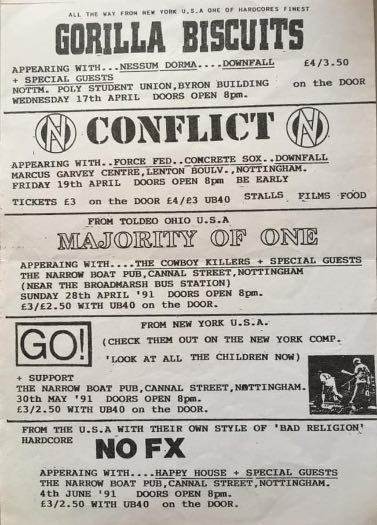 ALL THE WAY FROM NEW YORK U.S.A ONE OF HARDCORES FINEST
GORILLA BISCUITS
APPEARING WITH...NESSUM DORMA....DOWNFALL £4/3.50
+ SPECIAL GUESTS
NOTTM. POLY STUDENT UNION,BYRON BUILDING on the DOOR
WEDNESDAY 17th APRIL DOORS OPEN 8pm.
N CONFLICT N
APPEARING WITH..FORCE FED..COMCRETE SOX..DOWNFALL
MARCUS GARVEY CENTRE,LENTON BOULV.,NOTTINGHAM.
FRIDAY 19th APRIL DOORS OPEN 8pm BE EARLY
TICKETS £3 on the DOOR £4/£3 UB40 STALLS FILMS FOOD
FROM TOLDEO OHIO U.S.A
MAJORITY OF ONE
APPERAING WITH....THE COWBOY KILLERS + SPECIAL GUESTS
THE NARROW BOAT PUB,CANNAL STREET,NOTTINGHAM
(NEAR THE BROADMARSH BUS STATION)
SUNDAY 28th APRIL '91 DOORS OPEN 8pm.
£3/£2.50 WITH UB40 on the DOOR.
GO!
FROM NEW YORK U.S.A.
(CHECK THEM OUT ON THE NEW YORK COMP.
'LOOK AT ALL THE CHILDREN NOW)
+ SUPPORT
THE NARROW BOAT PUB,CANNAL STREET,NOTTINGHAM.
30th MAY '91 DOORS OPEN 8pm.
£3/2.50 WITH UB40 on the DOOR.
FROM THE U.S.A WITH THEIR OWN STYLE OF 'BAD RELIGION'
HARDCORE
NO FX
APPERAING WITH....HAPPY HOUSE + SPECIAL GUESTS
THE NARROW BOAT PUB,CANNAL STREET,NOTTINGHAM.
4th JUNE '91 DOORS OPEN 8pm.
£3/2.50 WITH UB40 on the DOOR.